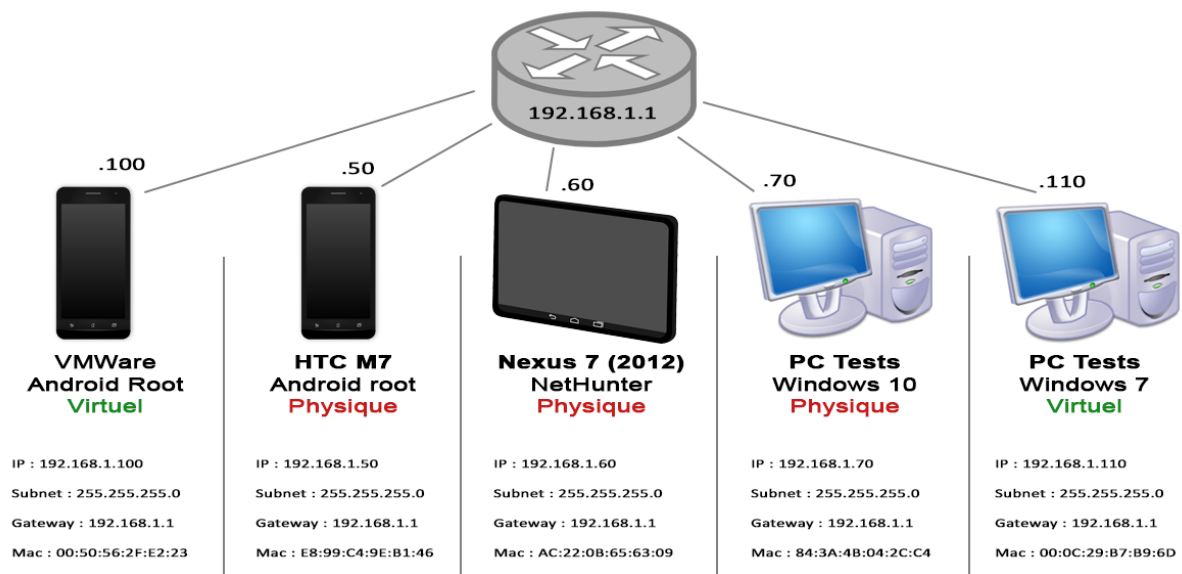 192.168.1.1
.100
.50
.60
.70
.110
VMWare
Android Root
Virtuel
IP : 192.168.1.100
Subnet : 255.255.255.0
Gateway : 192.168.1.1
Mac : 00:50:56:2F:E2:23
HTC M7
Android root
Physique
IP : 192.168.1.50
Subnet : 255.255.255.0
Gateway : 192.168.1.1
Mac : E8:99:C4:9E:B1:46
Nexus 7 (2012)
NetHunter
Physique
IP : 192.168.1.60
Subnet : 255.255.255.0
Gateway : 192.168.1.1
Mac : AC:22:0B:65:63:09
PC Tests
Windows 10
Physique
IP : 192.168.1.70
Subnet : 255.255.255.0
Gateway : 192.168.1.1
Mac : 84:3A:4B:04:2C:C4
PC Tests
Windows 7
Virtuel
IP : 192.168.1.110
Subnet : 255.255.255.0
Gateway : 192.168.1.1
Mac : 00:0C:29:B7:B9:6D